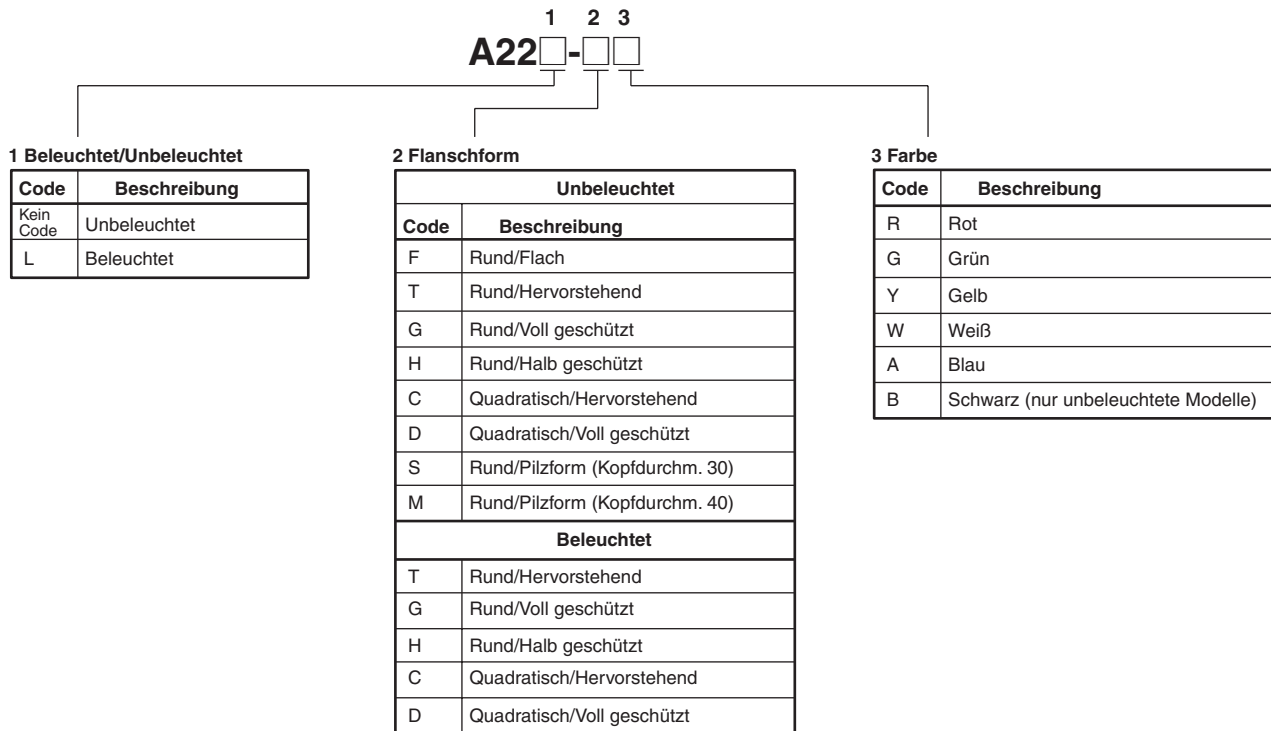 1 2 3
A22□-□□
1 Beleuchtet/Unbeleuchtet
Code Beschreibung
Kein Code Unbeleuchtet
L Beleuchtet
2 Flanschform
Unbeleuchtet
Code Beschreibung
F Rund/Flach
T Rund/Hervorstehend
G Rund/Voll geschützt
H Rund/Halb geschützt
C Quadratisch/Hervorstehend
D Quadratisch/Voll geschützt
S Rund/Pilzform (Kopfdurchm. 30)
M Rund/Pilzform (Kopfdurchm. 40)
Beleuchtet
T Rund/Hervorstehend
G Rund/Voll geschützt
H Rund/Halb geschützt
C Quadratisch/Hervorstehend
D Quadratisch/Voll geschützt
3 Farbe
Code Beschreibung
R Rot
G Grün
Y Gelb
W Weiß
A Blau
B Schwarz (nur unbeleuchtete Modelle)